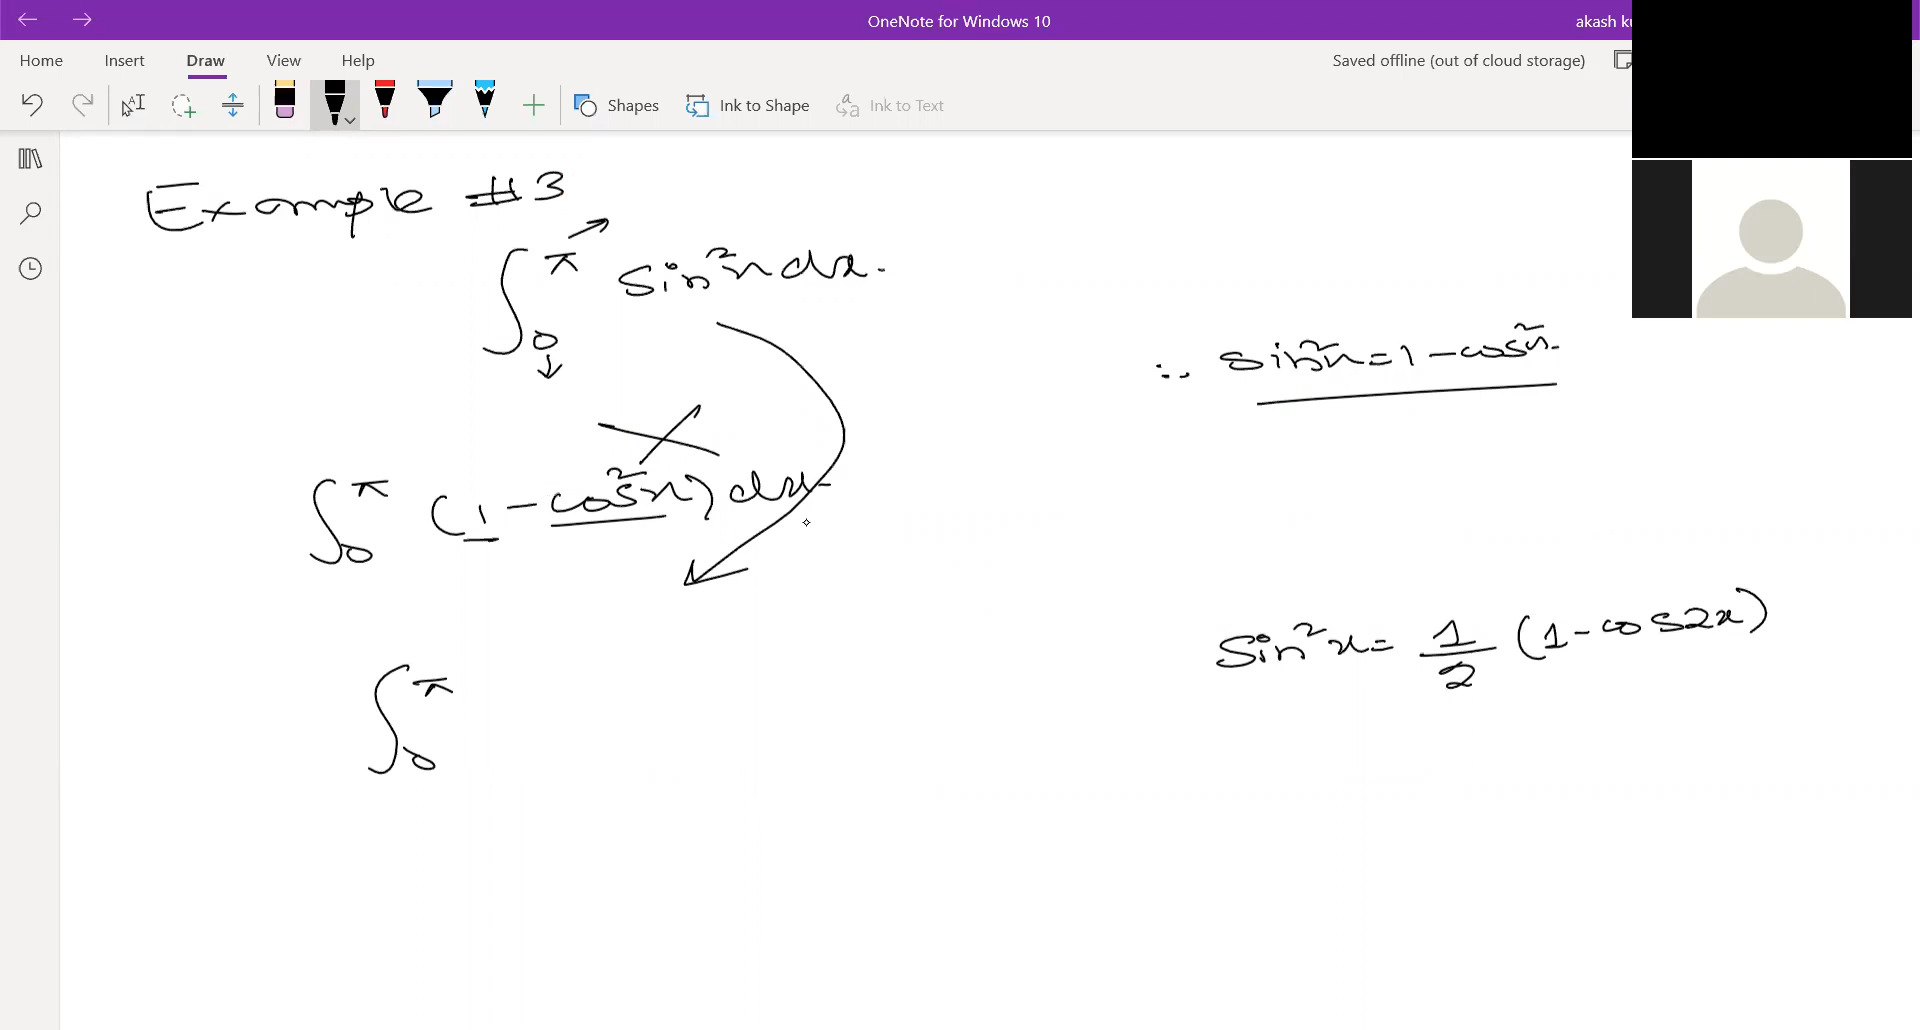 OneNote for Windows 10
akash ku
Home Insert Draw View Help
Saved offline (out of cloud storage)
Shapes Ink to Shape Ink to Text
Example #3
∫₀^π sin²x dx.
∵ sin²x = 1 - cos²x.
∫₀^π (1 - cos²x) dx
sin²x = 1/2 (1 - cos2x)
∫₀^π